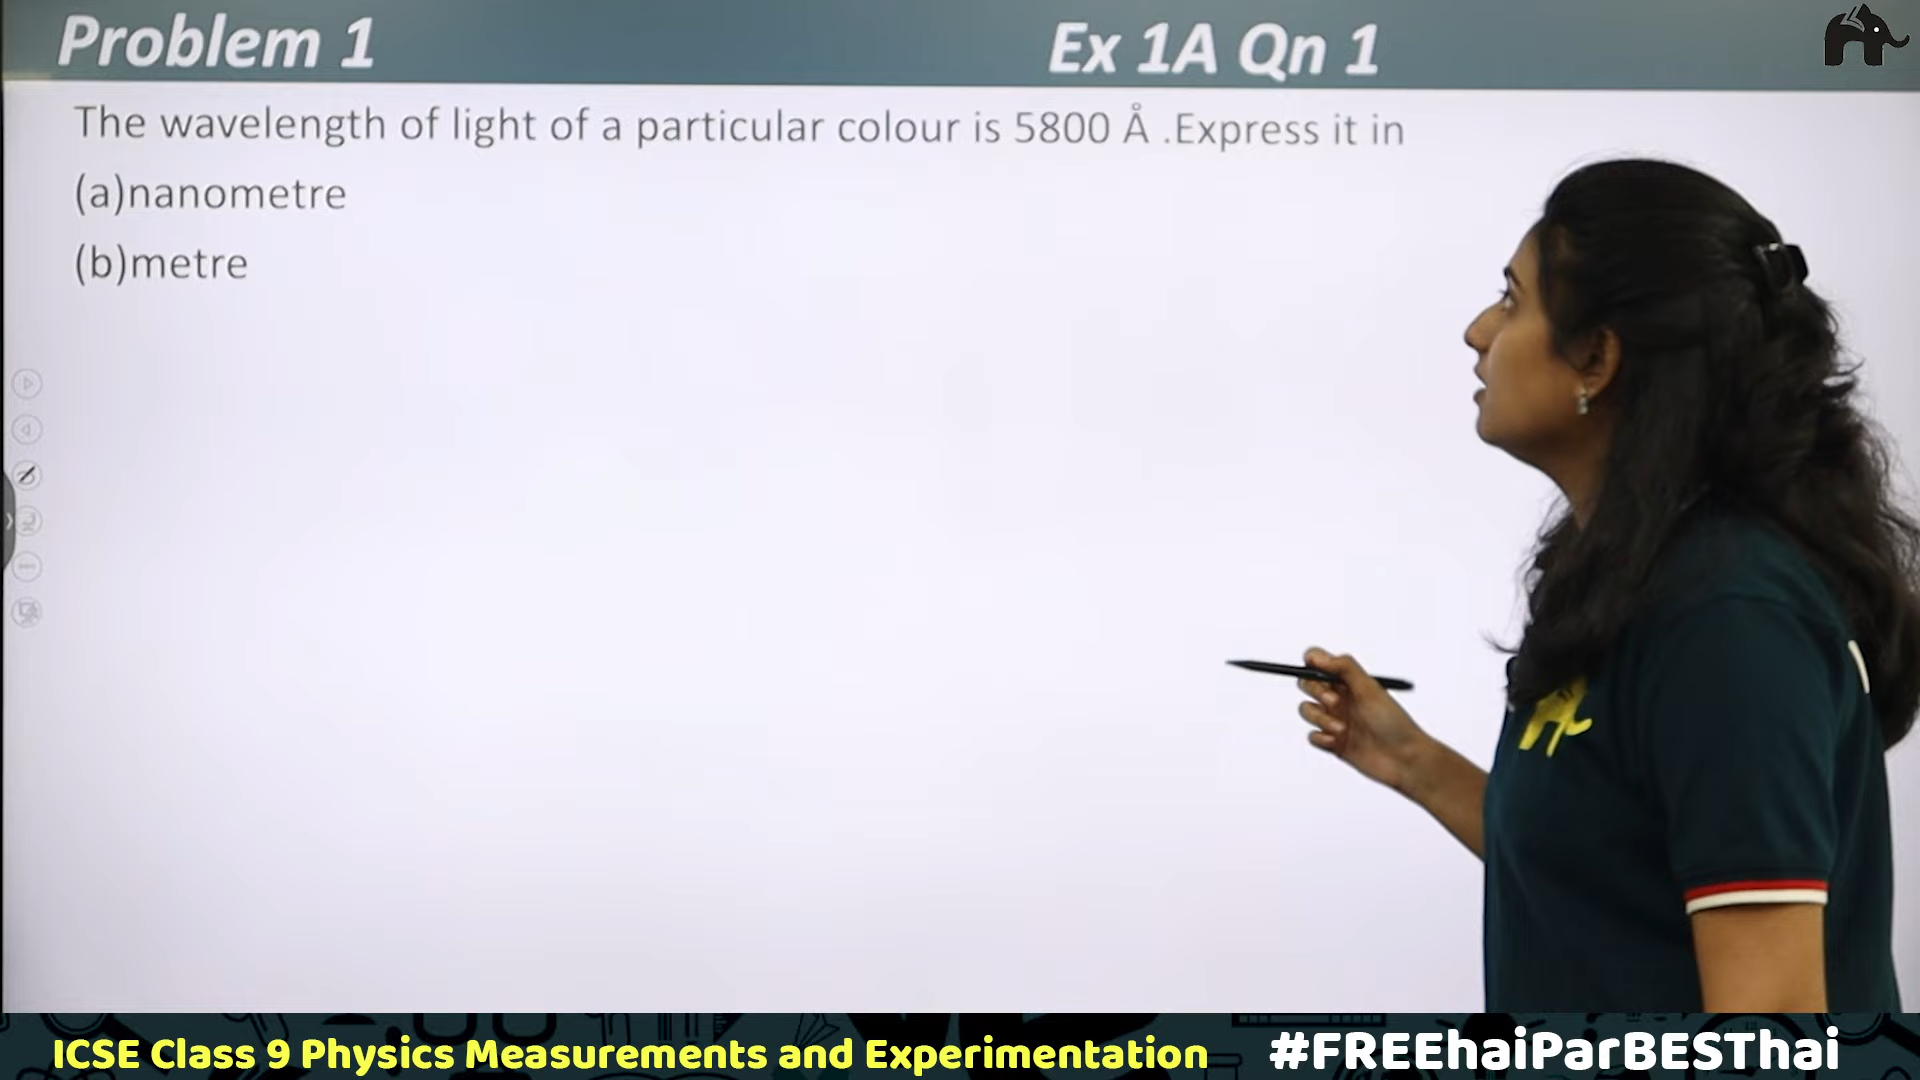 Problem 1 Ex 1A Qn 1
The wavelength of light of a particular colour is 5800 Å .Express it in
(a)nanometre
(b)metre
ICSE Class 9 Physics Measurements and Experimentation #FREEhaiParBESThai